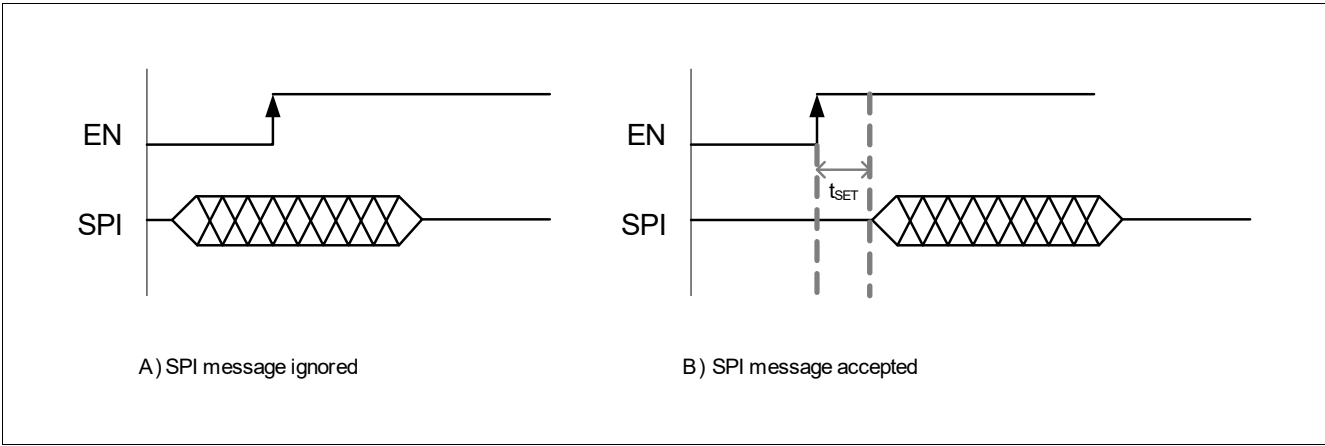 EN
SPI
A) SPI message ignored
EN
tSET
SPI
B) SPI message accepted